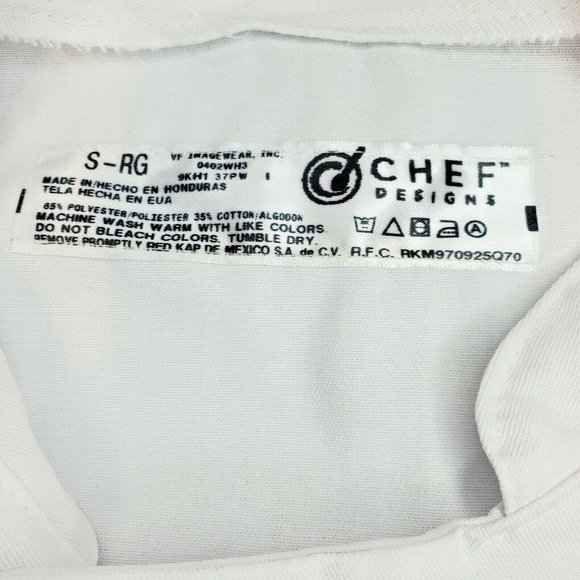 S-RG
VF IMAGEWEAR, INC.
0402WH3
9KH1 37PW
CHEF™
DESIGNS
MADE IN/HECHO EN HONDURAS
TELA HECHA EN EUA
65% POLYESTER/POLIESTER 35% COTTON/ALGODON
MACHINE WASH WARM WITH LIKE COLORS.
DO NOT BLEACH COLORS. TUMBLE DRY.
REMOVE PROMPTLY RED KAP DE MEXICO S.A. de C.V. R.F.C. RKM970925Q70